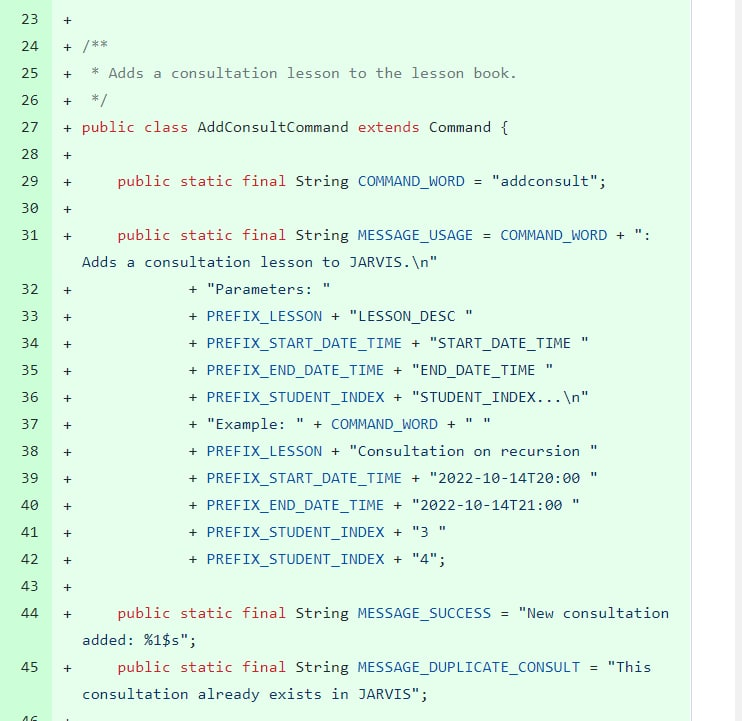 23 +
24 + /**
25 +  * Adds a consultation lesson to the lesson book.
26 +  */
27 + public class AddConsultCommand extends Command {
28 +
29 +     public static final String COMMAND_WORD = "addconsult";
30 +
31 +     public static final String MESSAGE_USAGE = COMMAND_WORD + ":
Adds a consultation lesson to JARVIS.\n"
32 +             + "Parameters: "
33 +             + PREFIX_LESSON + "LESSON_DESC "
34 +             + PREFIX_START_DATE_TIME + "START_DATE_TIME "
35 +             + PREFIX_END_DATE_TIME + "END_DATE_TIME "
36 +             + PREFIX_STUDENT_INDEX + "STUDENT_INDEX...\n"
37 +             + "Example: " + COMMAND_WORD + " "
38 +             + PREFIX_LESSON + "Consultation on recursion "
39 +             + PREFIX_START_DATE_TIME + "2022-10-14T20:00 "
40 +             + PREFIX_END_DATE_TIME + "2022-10-14T21:00 "
41 +             + PREFIX_STUDENT_INDEX + "3 "
42 +             + PREFIX_STUDENT_INDEX + "4";
43 +
44 +     public static final String MESSAGE_SUCCESS = "New consultation
added: %1$s";
45 +     public static final String MESSAGE_DUPLICATE_CONSULT = "This
consultation already exists in JARVIS";